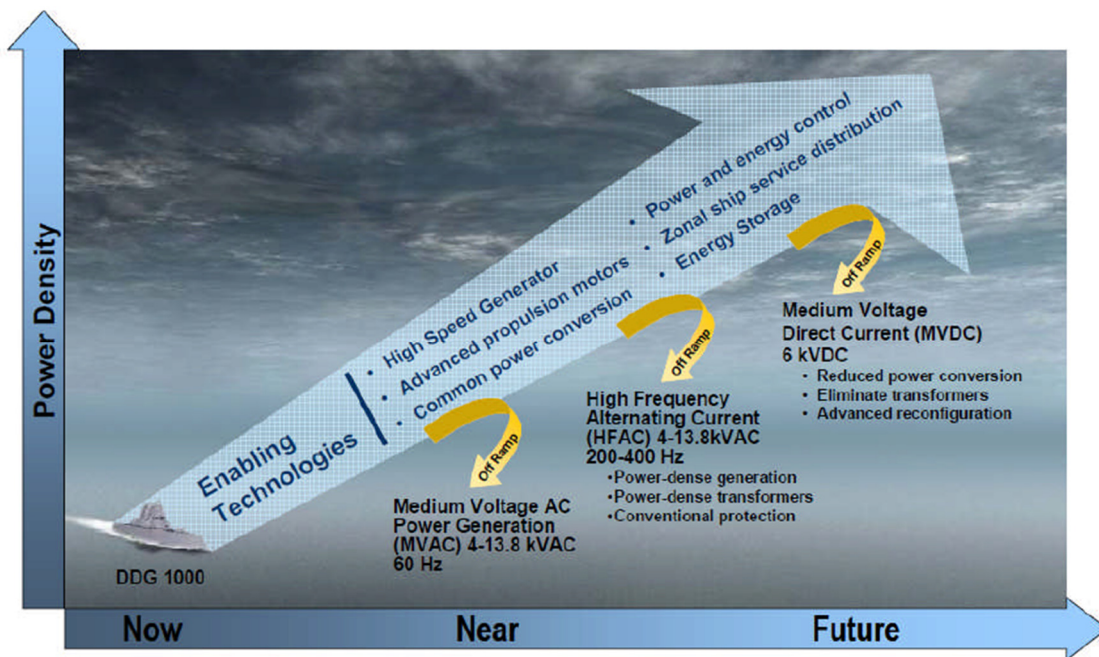 Power Density
Enabling
Technologies
• High Speed Generator
• Advanced propulsion motors
• Common power conversion
• Power and energy control
• Zonal ship service distribution
• Energy Storage
Off Ramp
Medium Voltage AC
Power Generation
(MVAC) 4-13.8 kVAC
60 Hz
Off Ramp
High Frequency
Alternating Current
(HFAC) 4-13.8kVAC
200-400 Hz
•Power-dense generation
•Power-dense transformers
•Conventional protection
Off Ramp
Medium Voltage
Direct Current (MVDC)
6 kVDC
• Reduced power conversion
• Eliminate transformers
• Advanced reconfiguration
DDG 1000
Now
Near
Future